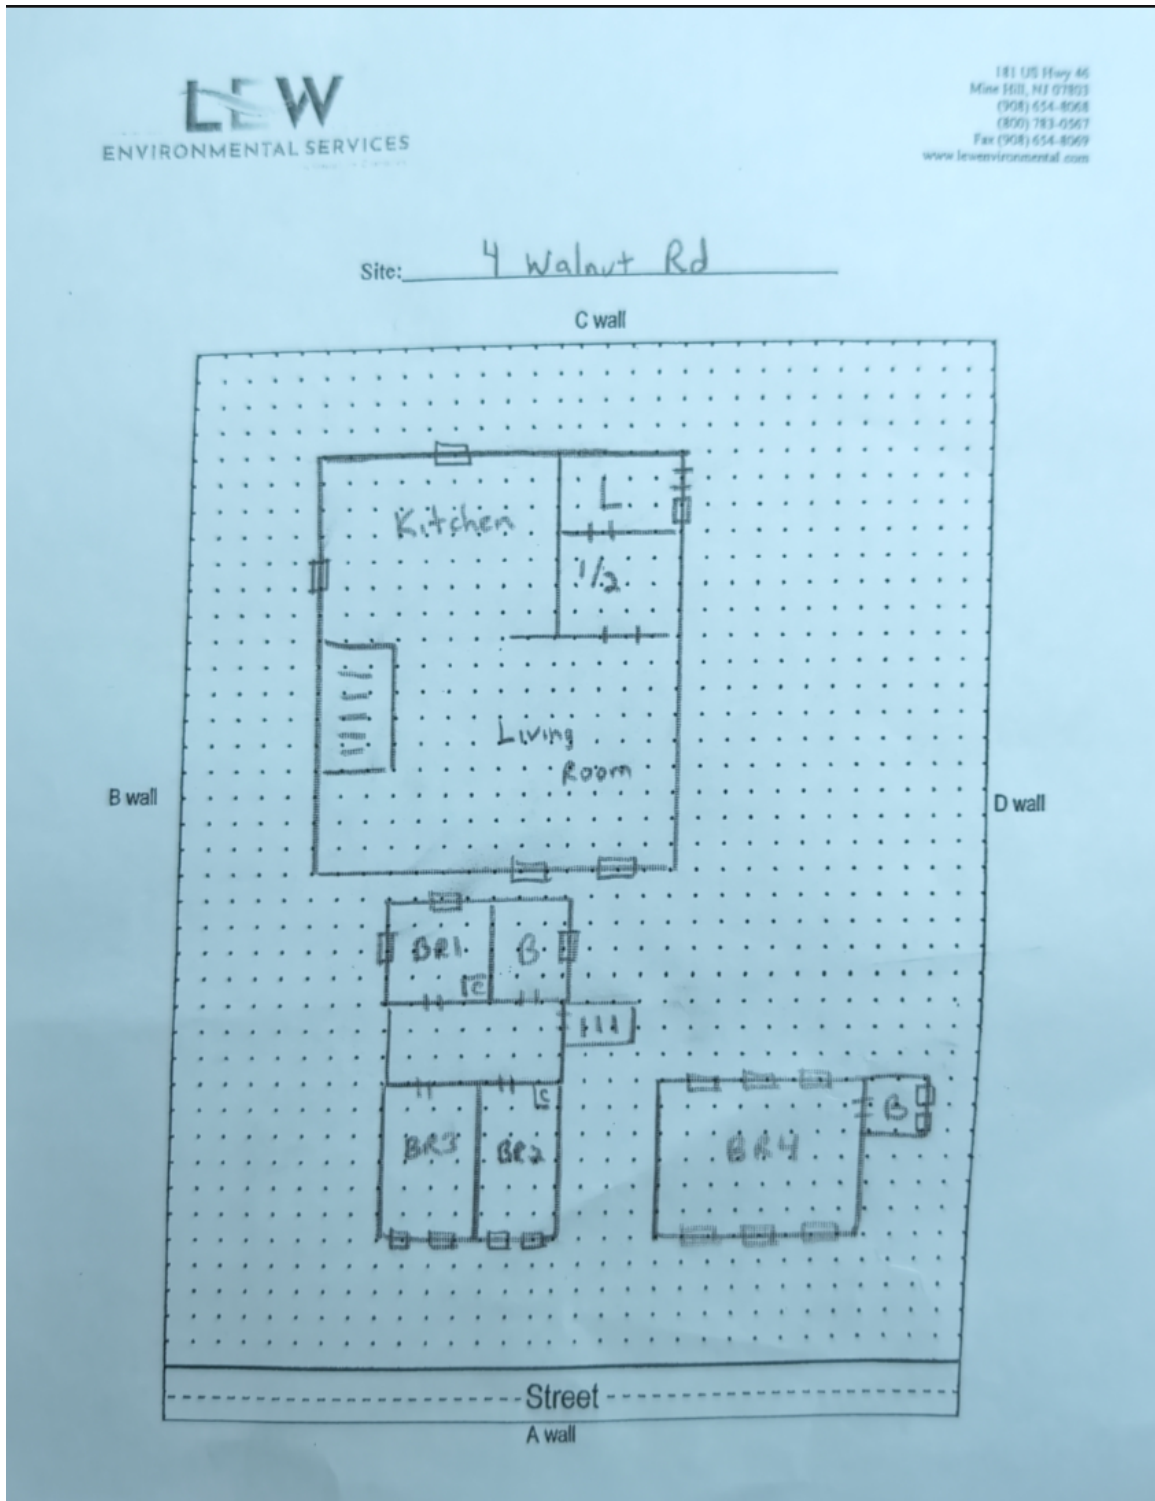 LEW
ENVIRONMENTAL SERVICES
181 US Hwy 46
Mine Hill, NJ 07803
(908) 654-8068
(800) 783-0567
Fax (908) 654-8069
www.lewenvironmental.com
Site: 4 Walnut Rd
C wall
L
Kitchen
1/2
Living
Room
B wall
D wall
BR1
B
C
C
B
BR3
BR2
BR4
Street
A wall